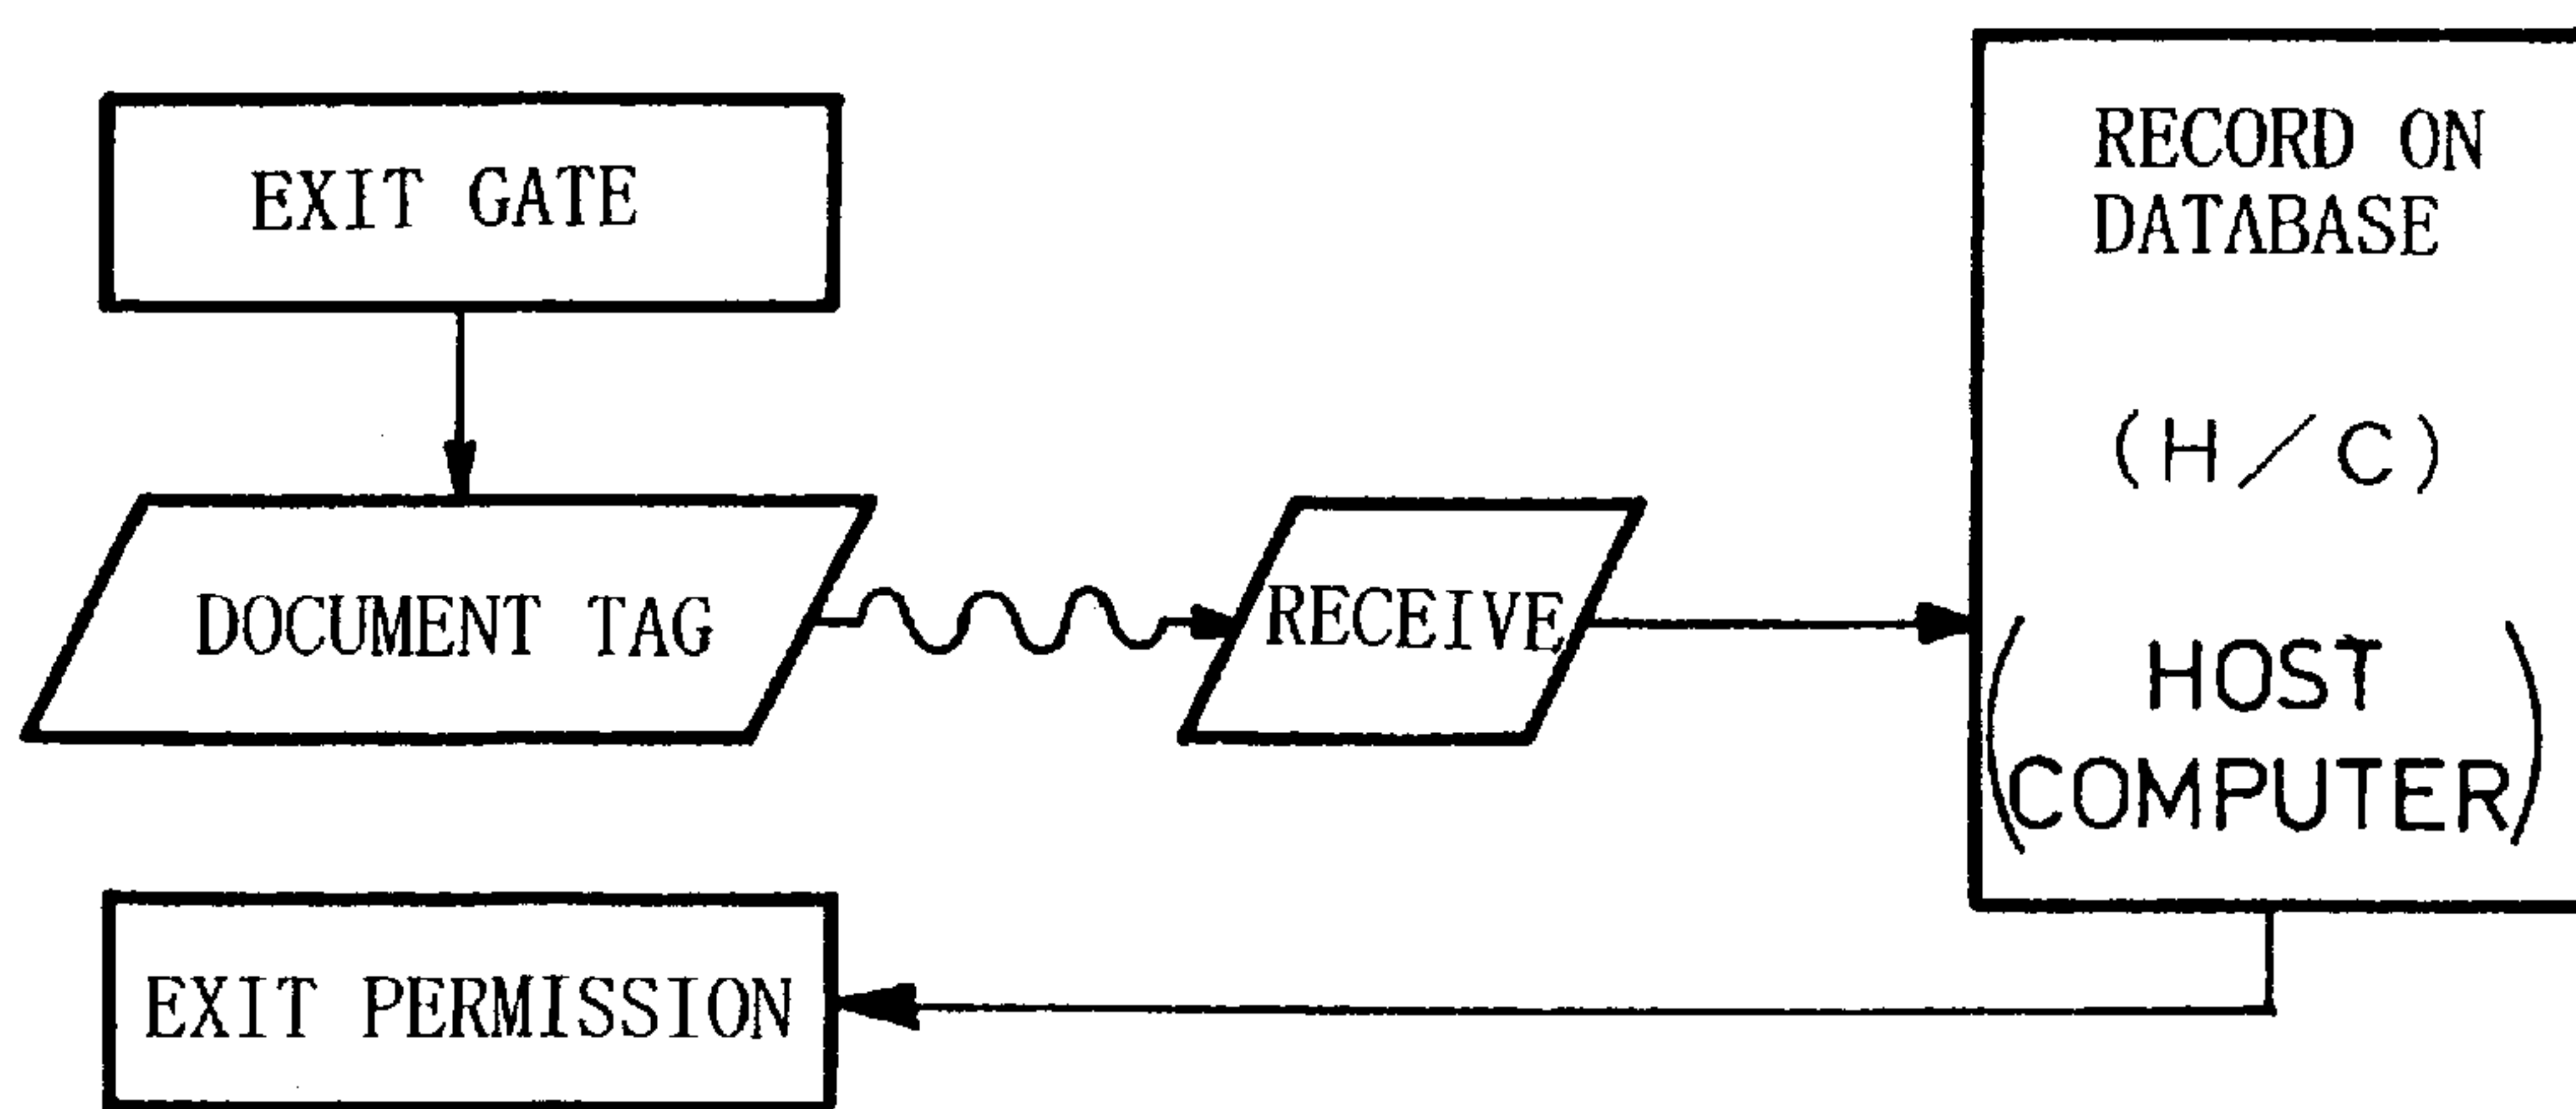 EXIT GATE
DOCUMENT TAG
RECEIVE
RECORD ON
DATABASE
(H/C)
(HOST
COMPUTER)
EXIT PERMISSION